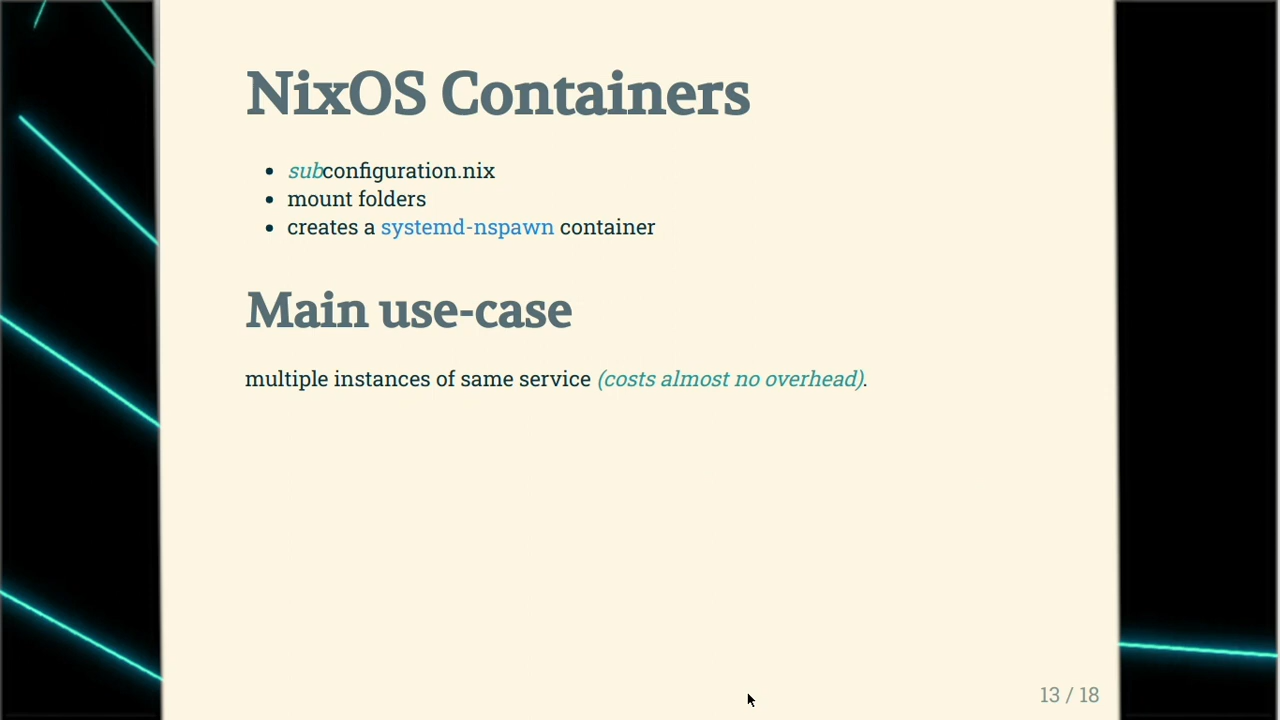 NixOS Containers
• subconfiguration.nix
• mount folders
• creates a systemd-nspawn container
Main use-case
multiple instances of same service (costs almost no overhead).
13 / 18